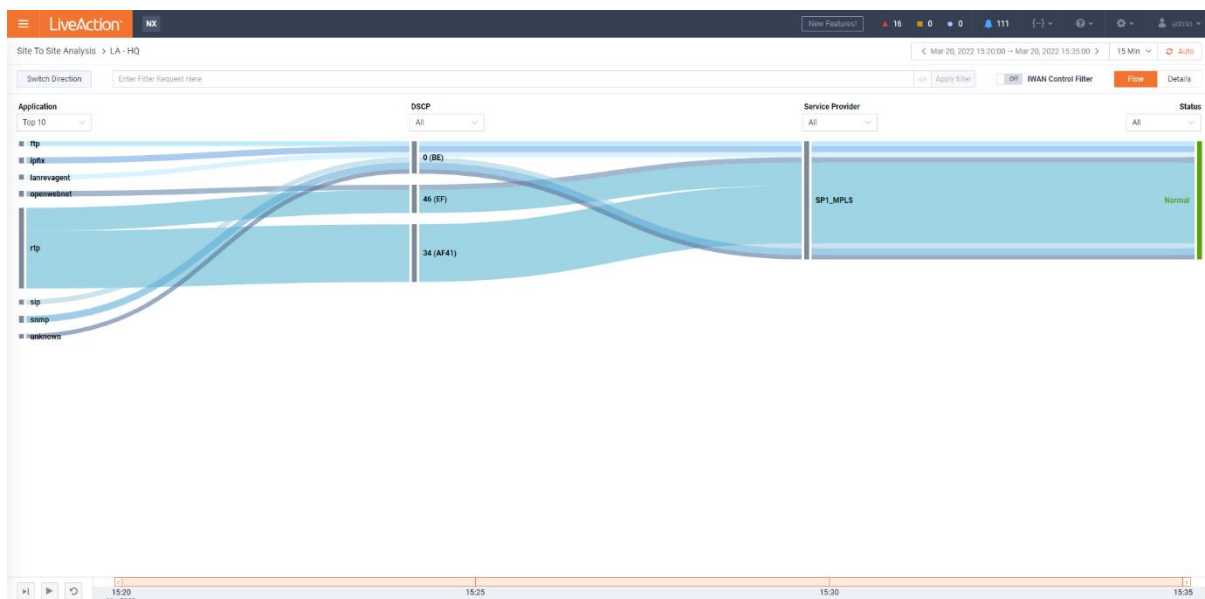 LiveAction NX New Features! 16 0 0 111 {--} admin
Site To Site Analysis > LA - HQ < Mar 20, 2022 15:20:00 -- Mar 20, 2022 15:35:00 > 15 Min Auto
Switch Direction Enter Filter Request Here </> Apply filter Off IWAN Control Filter Flow Details
Application DSCP Service Provider Status
Top 10 All All All
ftp
ipfix
lanrevagent
openwebnet
rtp
sip
snmp
unknown
0 (BE)
46 (EF)
34 (AF41)
SP1_MPLS
Normal
15:20 15:25 15:30 15:35